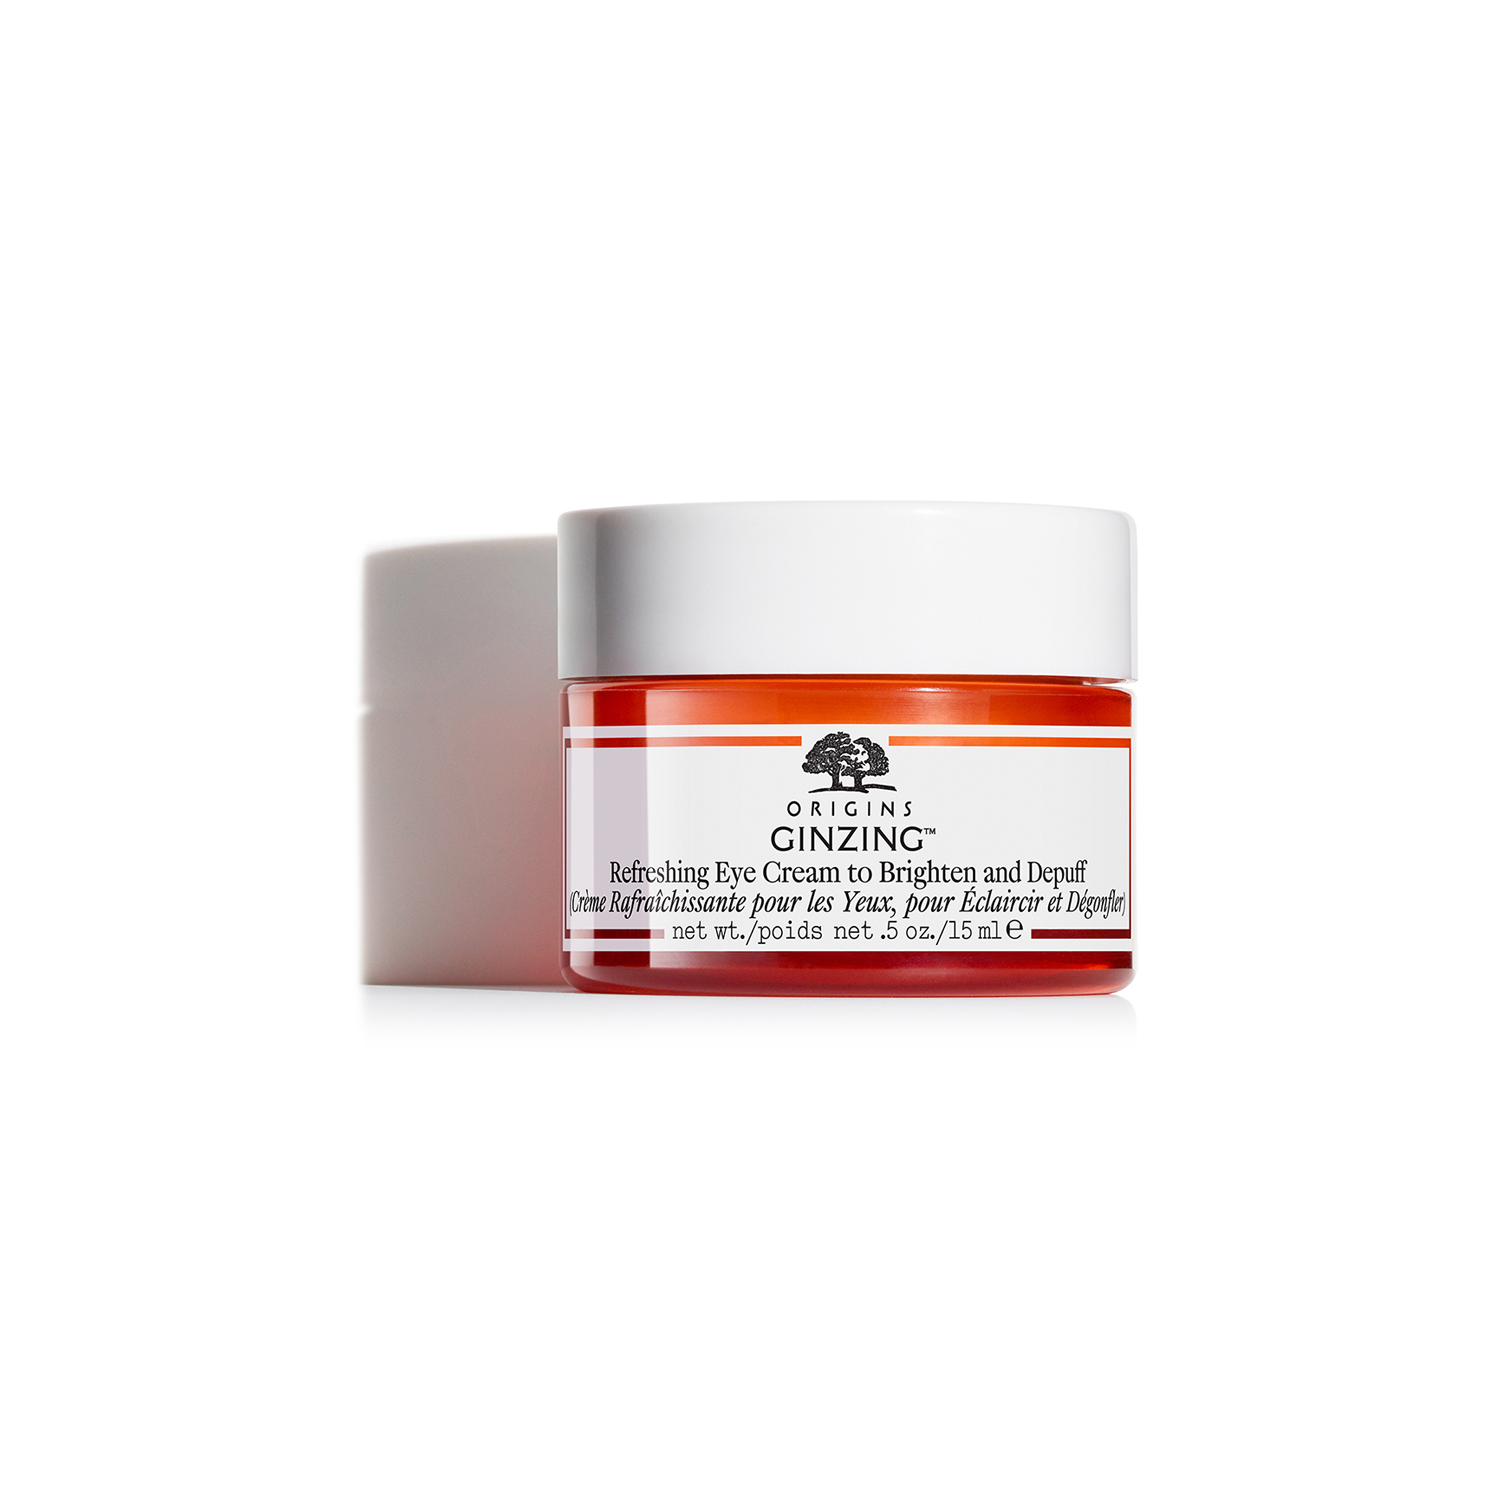 ORIGINS
GINZING™
Refreshing Eye Cream to Brighten and Depuff
(Crème Rafraîchissante pour les Yeux, pour Éclaircir et Dégonfler)
net wt./poids net .5 oz./15 ml ℮